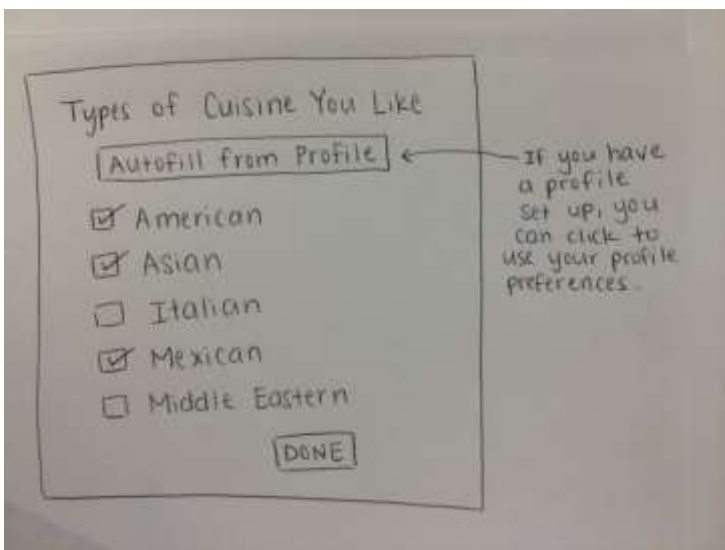 Types of Cuisine You Like
Autofill from Profile
American
Asian
Italian
Mexican
Middle Eastern
DONE
If you have
a profile
set up, you
can click to
use your profile
preferences.